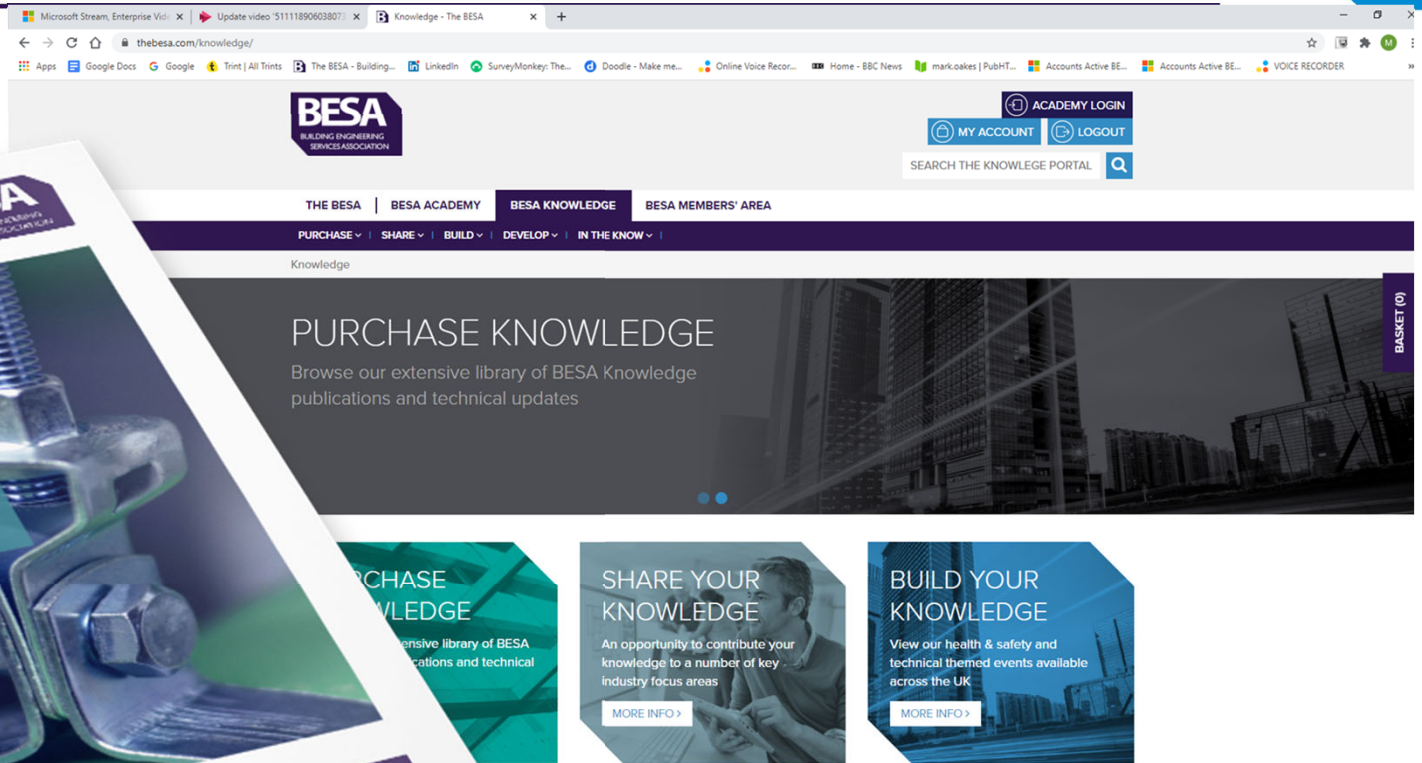 Microsoft Stream, Enterprise Vide
Update video '51111890603807
Knowledge - The BESA
thebesa.com/knowledge/
M
Apps
Google Docs
Google
Trint | All Trints
The BESA - Building...
LinkedIn
SurveyMonkey: The...
Doodle - Make me...
Online Voice Recor...
Home - BBC News
mark.oakes | PubHT...
Accounts Active BE...
Accounts Active BE...
VOICE RECORDER
BESA
BUILDING ENGINEERING
SERVICES ASSOCIATION
ACADEMY LOGIN
MY ACCOUNT
LOGOUT
SEARCH THE KNOWLEGE PORTAL
THE BESA
BESA ACADEMY
BESA KNOWLEDGE
BESA MEMBERS' AREA
PURCHASE
SHARE
BUILD
DEVELOP
IN THE KNOW
Knowledge
BASKET (0)
PURCHASE KNOWLEDGE
Browse our extensive library of BESA Knowledge
publications and technical updates
CHASE
LEDGE
ensive library of BESA
cations and technical
SHARE YOUR
KNOWLEDGE
An opportunity to contribute your
knowledge to a number of key
industry focus areas
MORE INFO >
BUILD YOUR
KNOWLEDGE
View our health & safety and
technical themed events available
across the UK
MORE INFO >